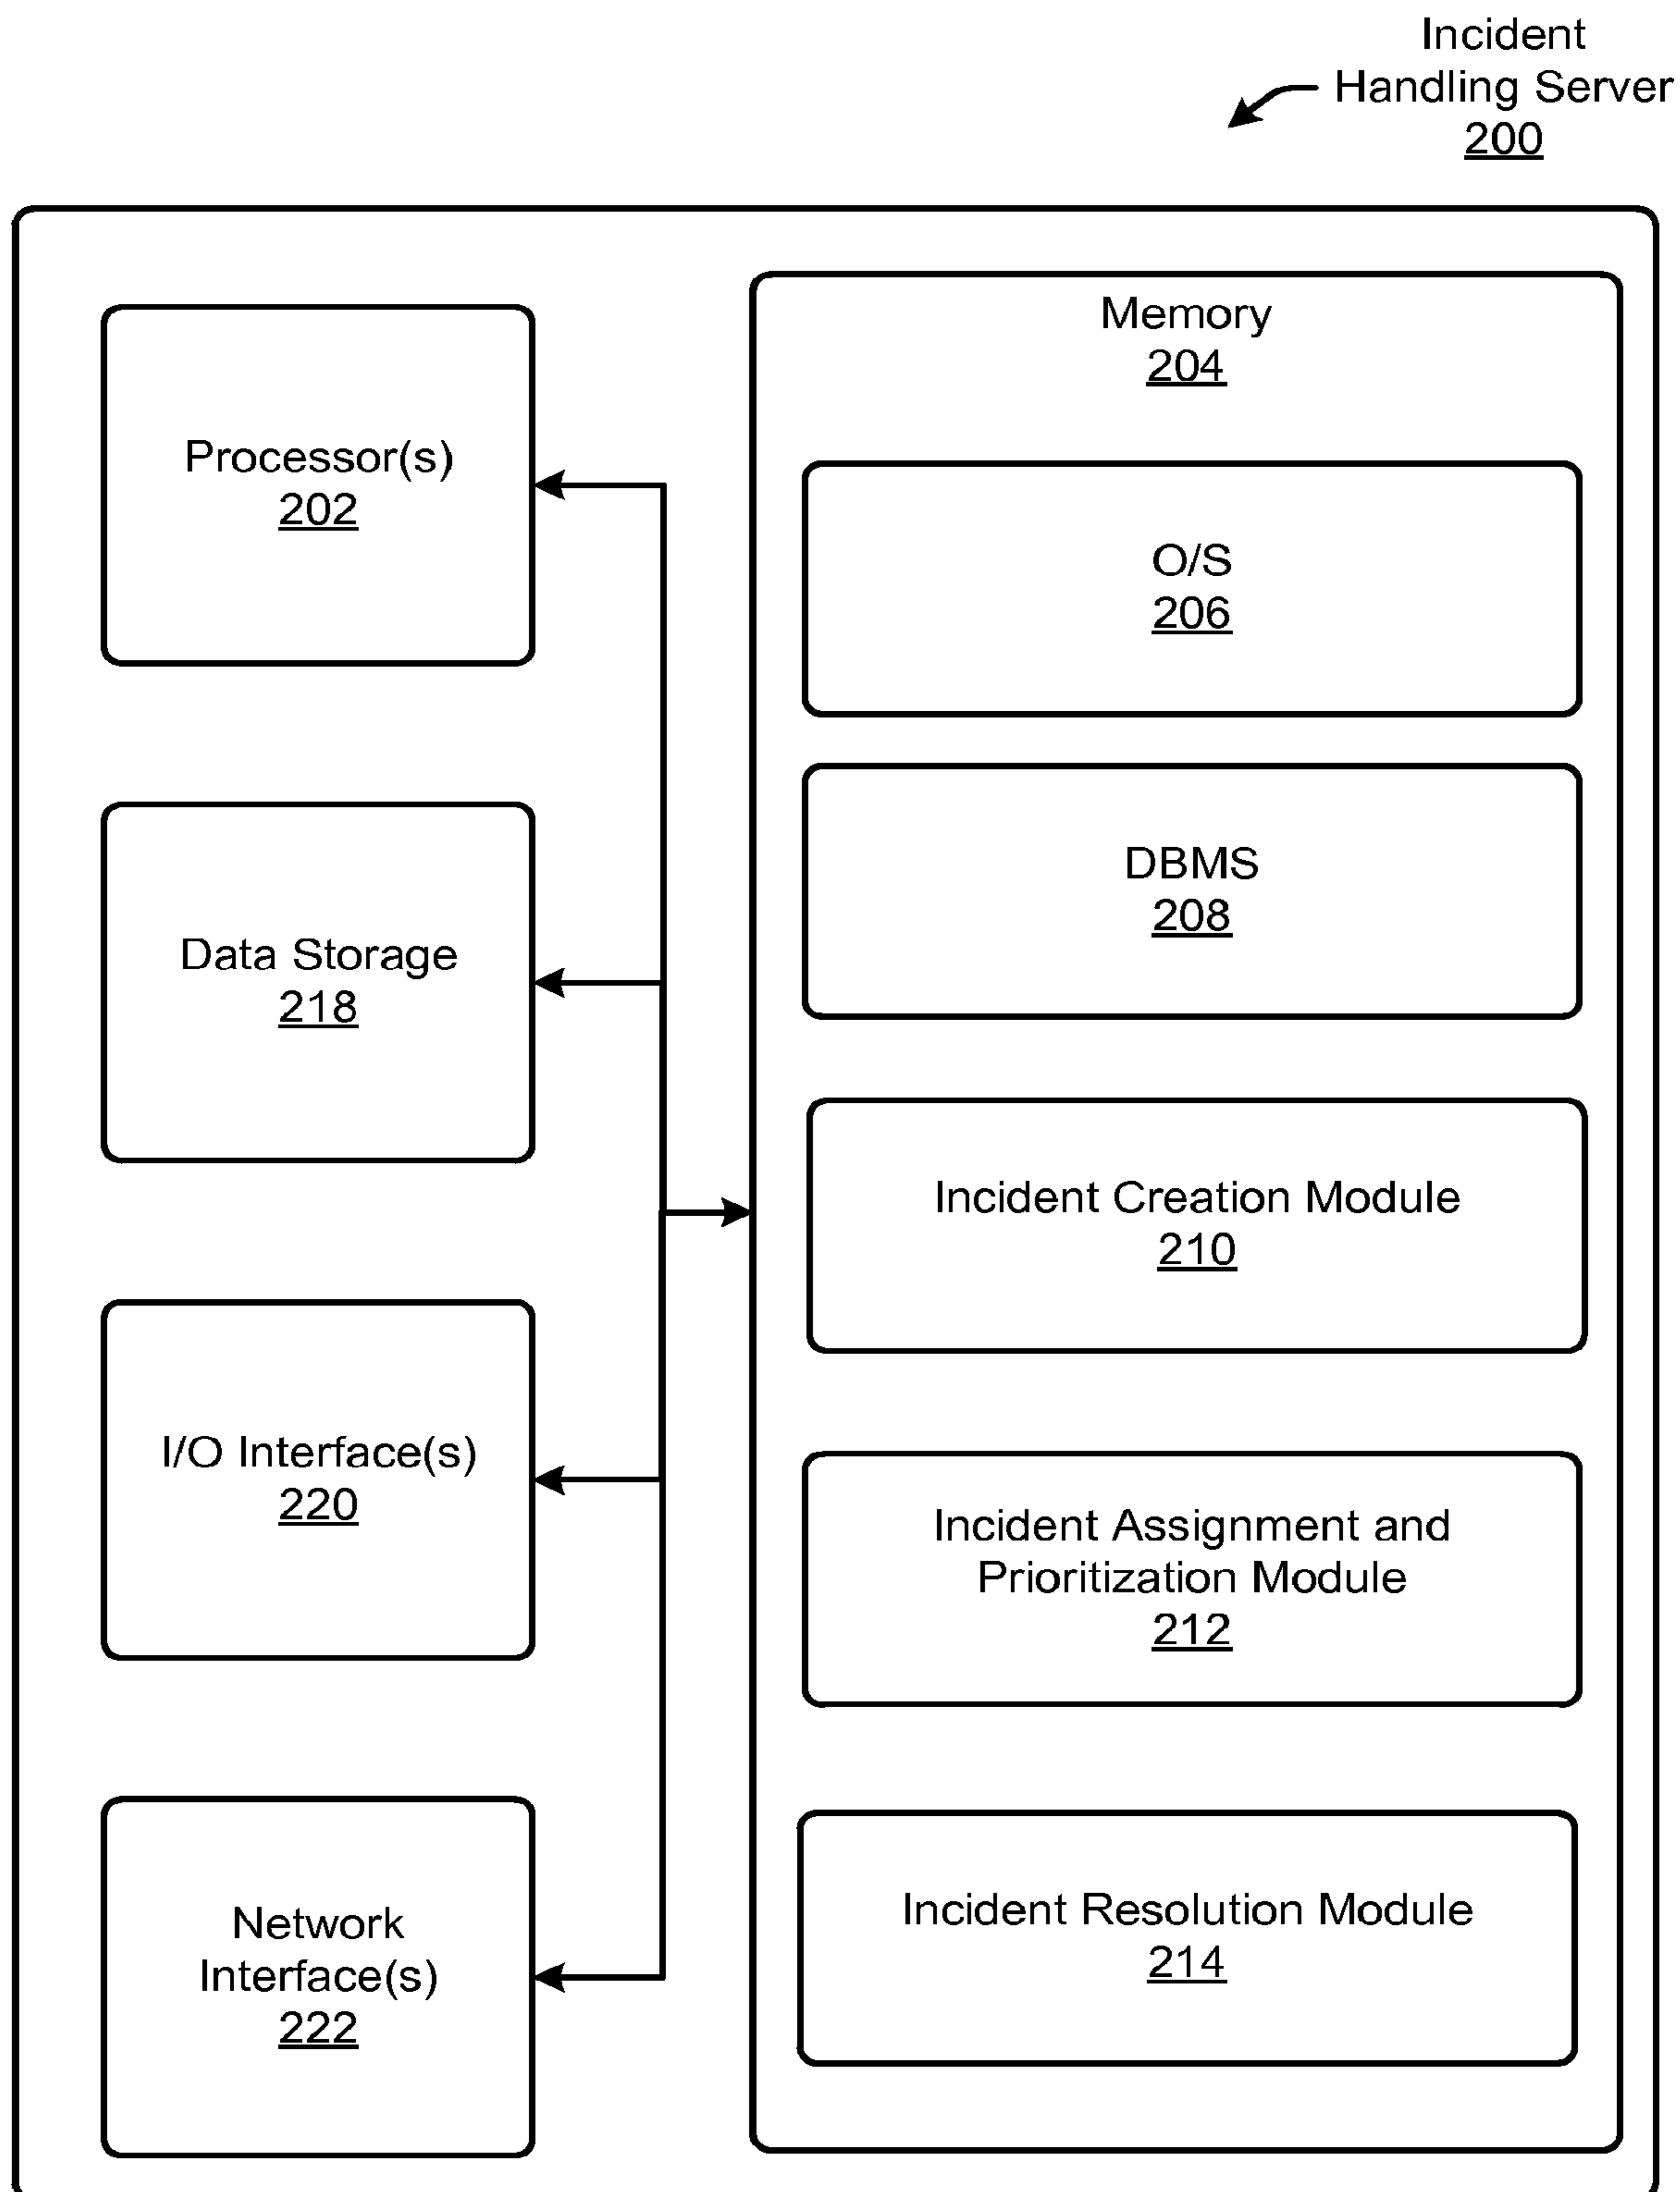 Incident
Handling Server
200
Processor(s)
202
Data Storage
218
I/O Interface(s)
220
Network
Interface(s)
222
Memory
204
O/S
206
DBMS
208
Incident Creation Module
210
Incident Assignment and
Prioritization Module
212
Incident Resolution Module
214